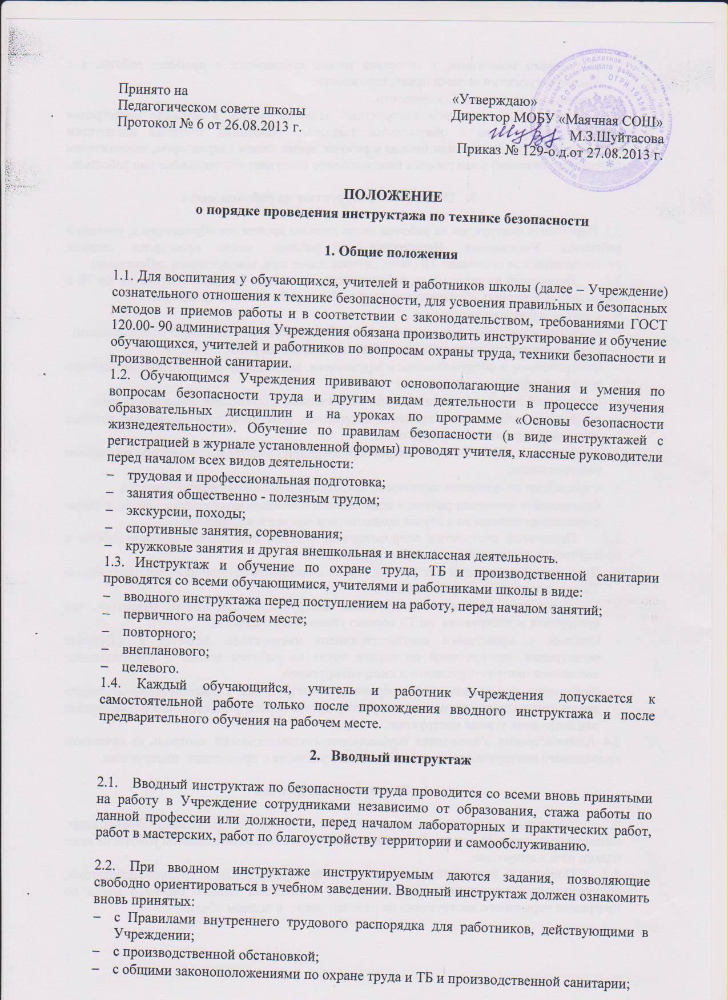 Принято на
Педагогическом совете школы
Протокол № 6 от 26.08.2013 г.
«Утверждаю»
Директор МОБУ «Маячная СОШ»
М.З.Шуйтасова
Приказ № 129-о.д.от 27.08.2013 г.
ПОЛОЖЕНИЕ
о порядке проведения инструктажа по технике безопасности
1. Общие положения
1.1. Для воспитания у обучающихся, учителей и работников школы (далее – Учреждение)
сознательного отношения к технике безопасности, для усвоения правильных и безопасных
методов и приемов работы и в соответствии с законодательством, требованиями ГОСТ
120.00- 90 администрация Учреждения обязана производить инструктирование и обучение
обучающихся, учителей и работников по вопросам охраны труда, техники безопасности и
производственной санитарии.
1.2. Обучающимся Учреждения прививают основополагающие знания и умения по
вопросам безопасности труда и другим видам деятельности в процессе изучения
образовательных дисциплин и на уроках по программе «Основы безопасности
жизнедеятельности». Обучение по правилам безопасности (в виде инструктажей с
регистрацией в журнале установленной формы) проводят учителя, классные руководители
перед началом всех видов деятельности:
– трудовая и профессиональная подготовка;
– занятия общественно - полезным трудом;
– экскурсии, походы;
– спортивные занятия, соревнования;
– кружковые занятия и другая внешкольная и внеклассная деятельность.
1.3. Инструктаж и обучение по охране труда, ТБ и производственной санитарии
проводятся со всеми обучающимися, учителями и работниками школы в виде:
– вводного инструктажа перед поступлением на работу, перед началом занятий;
– первичного на рабочем месте;
– повторного;
– внепланового;
– целевого.
1.4. Каждый обучающийся, учитель и работник Учреждения допускается к
самостоятельной работе только после прохождения вводного инструктажа и после
предварительного обучения на рабочем месте.
2. Вводный инструктаж
2.1. Вводный инструктаж по безопасности труда проводится со всеми вновь принятыми
на работу в Учреждение сотрудниками независимо от образования, стажа работы по
данной профессии или должности, перед началом лабораторных и практических работ,
работ в мастерских, работ по благоустройству территории и самообслуживанию.
2.2. При вводном инструктаже инструктируемым даются задания, позволяющие
свободно ориентироваться в учебном заведении. Вводный инструктаж должен ознакомить
вновь принятых:
– с Правилами внутреннего трудового распорядка для работников, действующими в
Учреждении;
– с производственной обстановкой;
– с общими законоположениями по охране труда и ТБ и производственной санитарии;